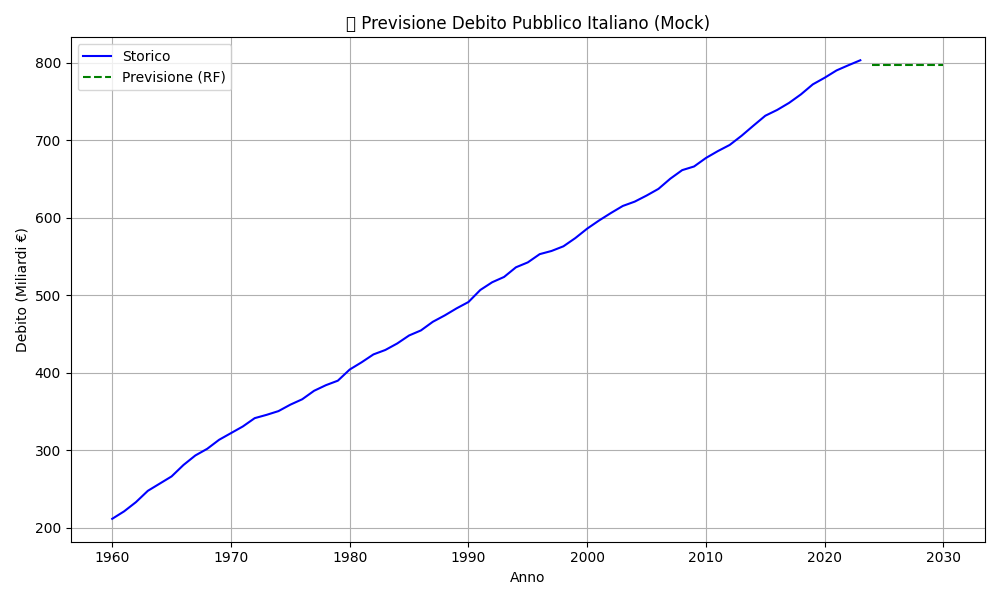 Previsione Debito Pubblico Italiano (Mock)
Storico
Previsione (RF)
Debito (Miliardi €)
800
700
600
500
400
300
200
1960 1970 1980 1990 2000 2010 2020 2030
Anno